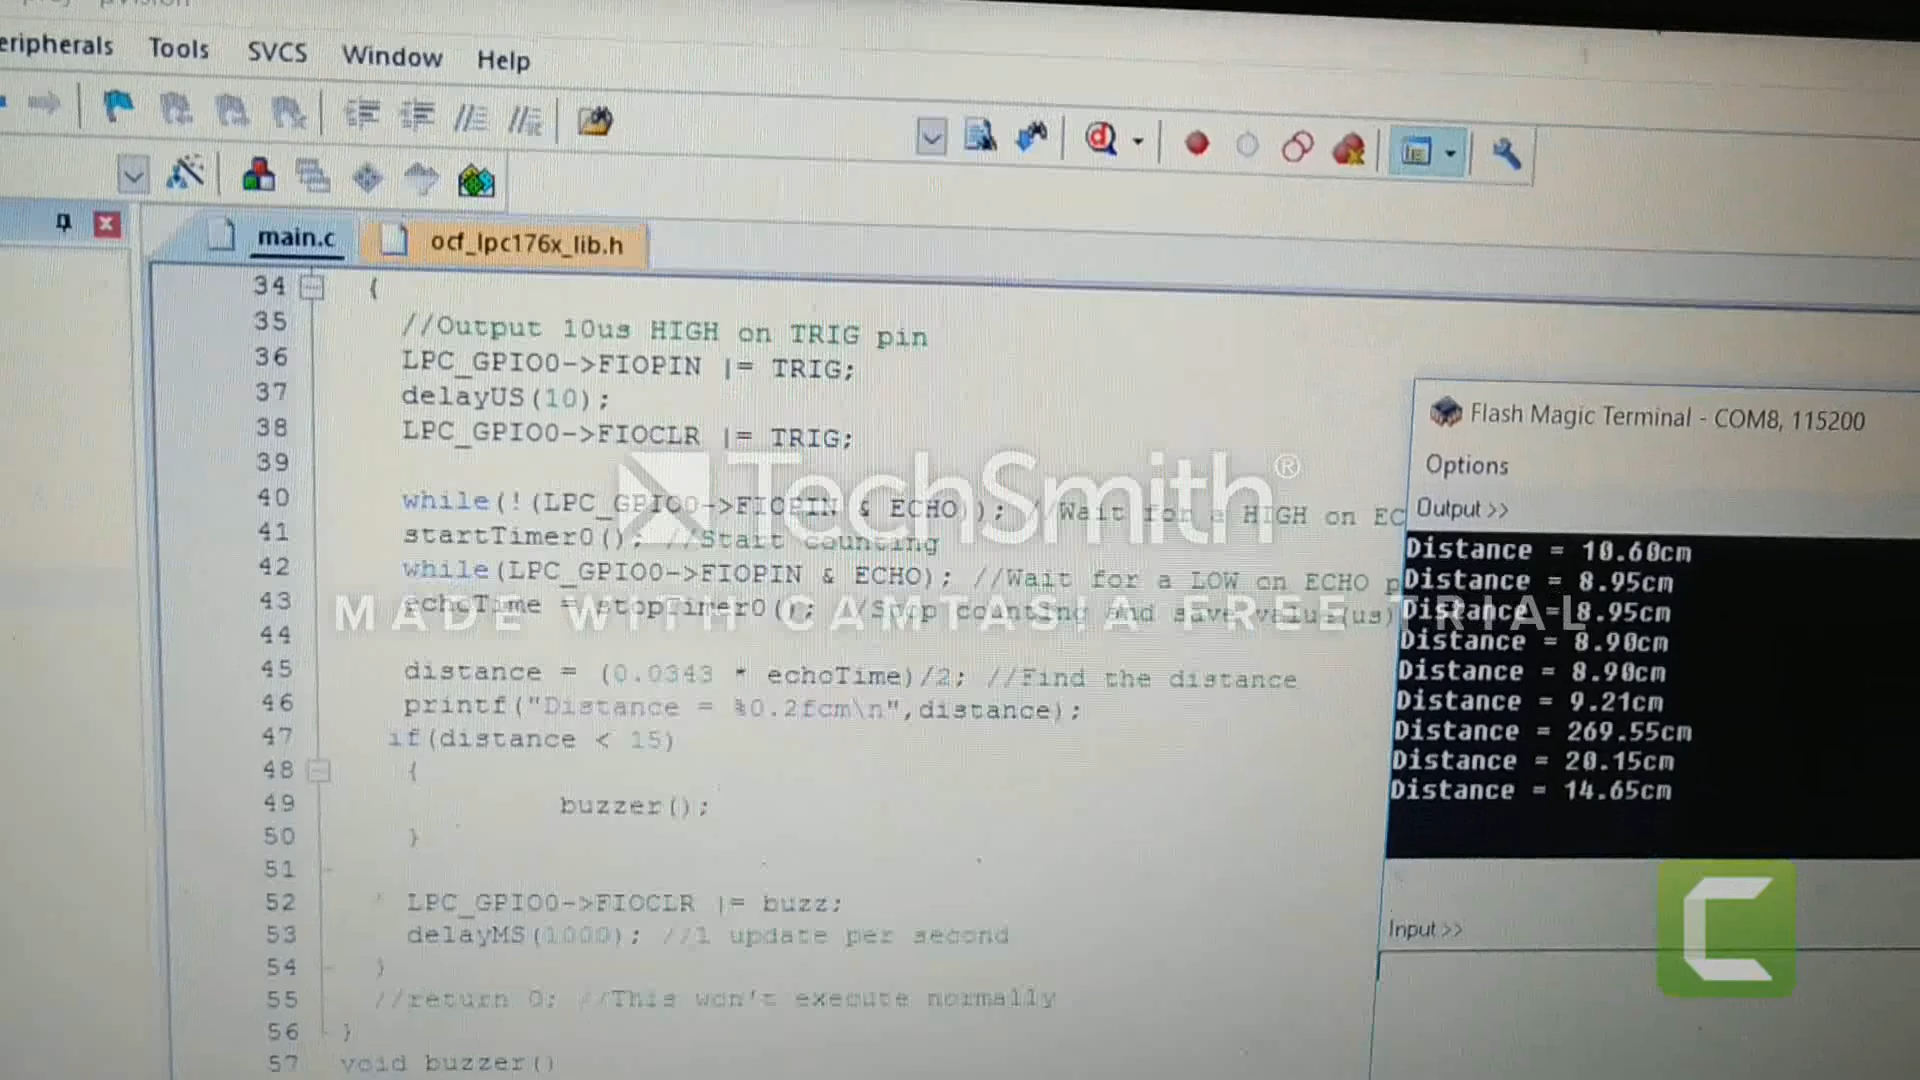 eripherals Tools SVCS Window Help
main.c ocf_lpc176x_lib.h
34 {
35 //Output 10us HIGH on TRIG pin
36 LPC_GPIO0->FIOPIN |= TRIG;
37 delayUS(10);
38 LPC_GPIO0->FIOCLR |= TRIG;
39
40 while(!(LPC_GPIO0->FIOPIN & ECHO)); //Wait for a HIGH on EC
41 startTimer0(); //Start counting
42 while(LPC_GPIO0->FIOPIN & ECHO); //Wait for a LOW on ECHO p
43 echoTime = stopTimer0(); //Stop counting and save value(us)
44
45 distance = (0.0343 * echoTime)/2; //Find the distance
46 printf("Distance = %0.2fcm\n",distance);
47 if(distance < 15)
48 {
49 buzzer();
50 }
51
52 LPC_GPIO0->FIOCLR |= buzz;
53 delayMS(1000); //1 update per second
54 }
55 //return 0; //This won't execute normally
56 }
57 void buzzer()
Flash Magic Terminal - COM8, 115200
Options
Output >>
Distance = 10.60cm
Distance = 8.95cm
Distance = 8.95cm
Distance = 8.90cm
Distance = 8.90cm
Distance = 9.21cm
Distance = 269.55cm
Distance = 20.15cm
Distance = 14.65cm
Input >>
TechSmith®
MADE WITH CAMTASIA FREE TRIAL